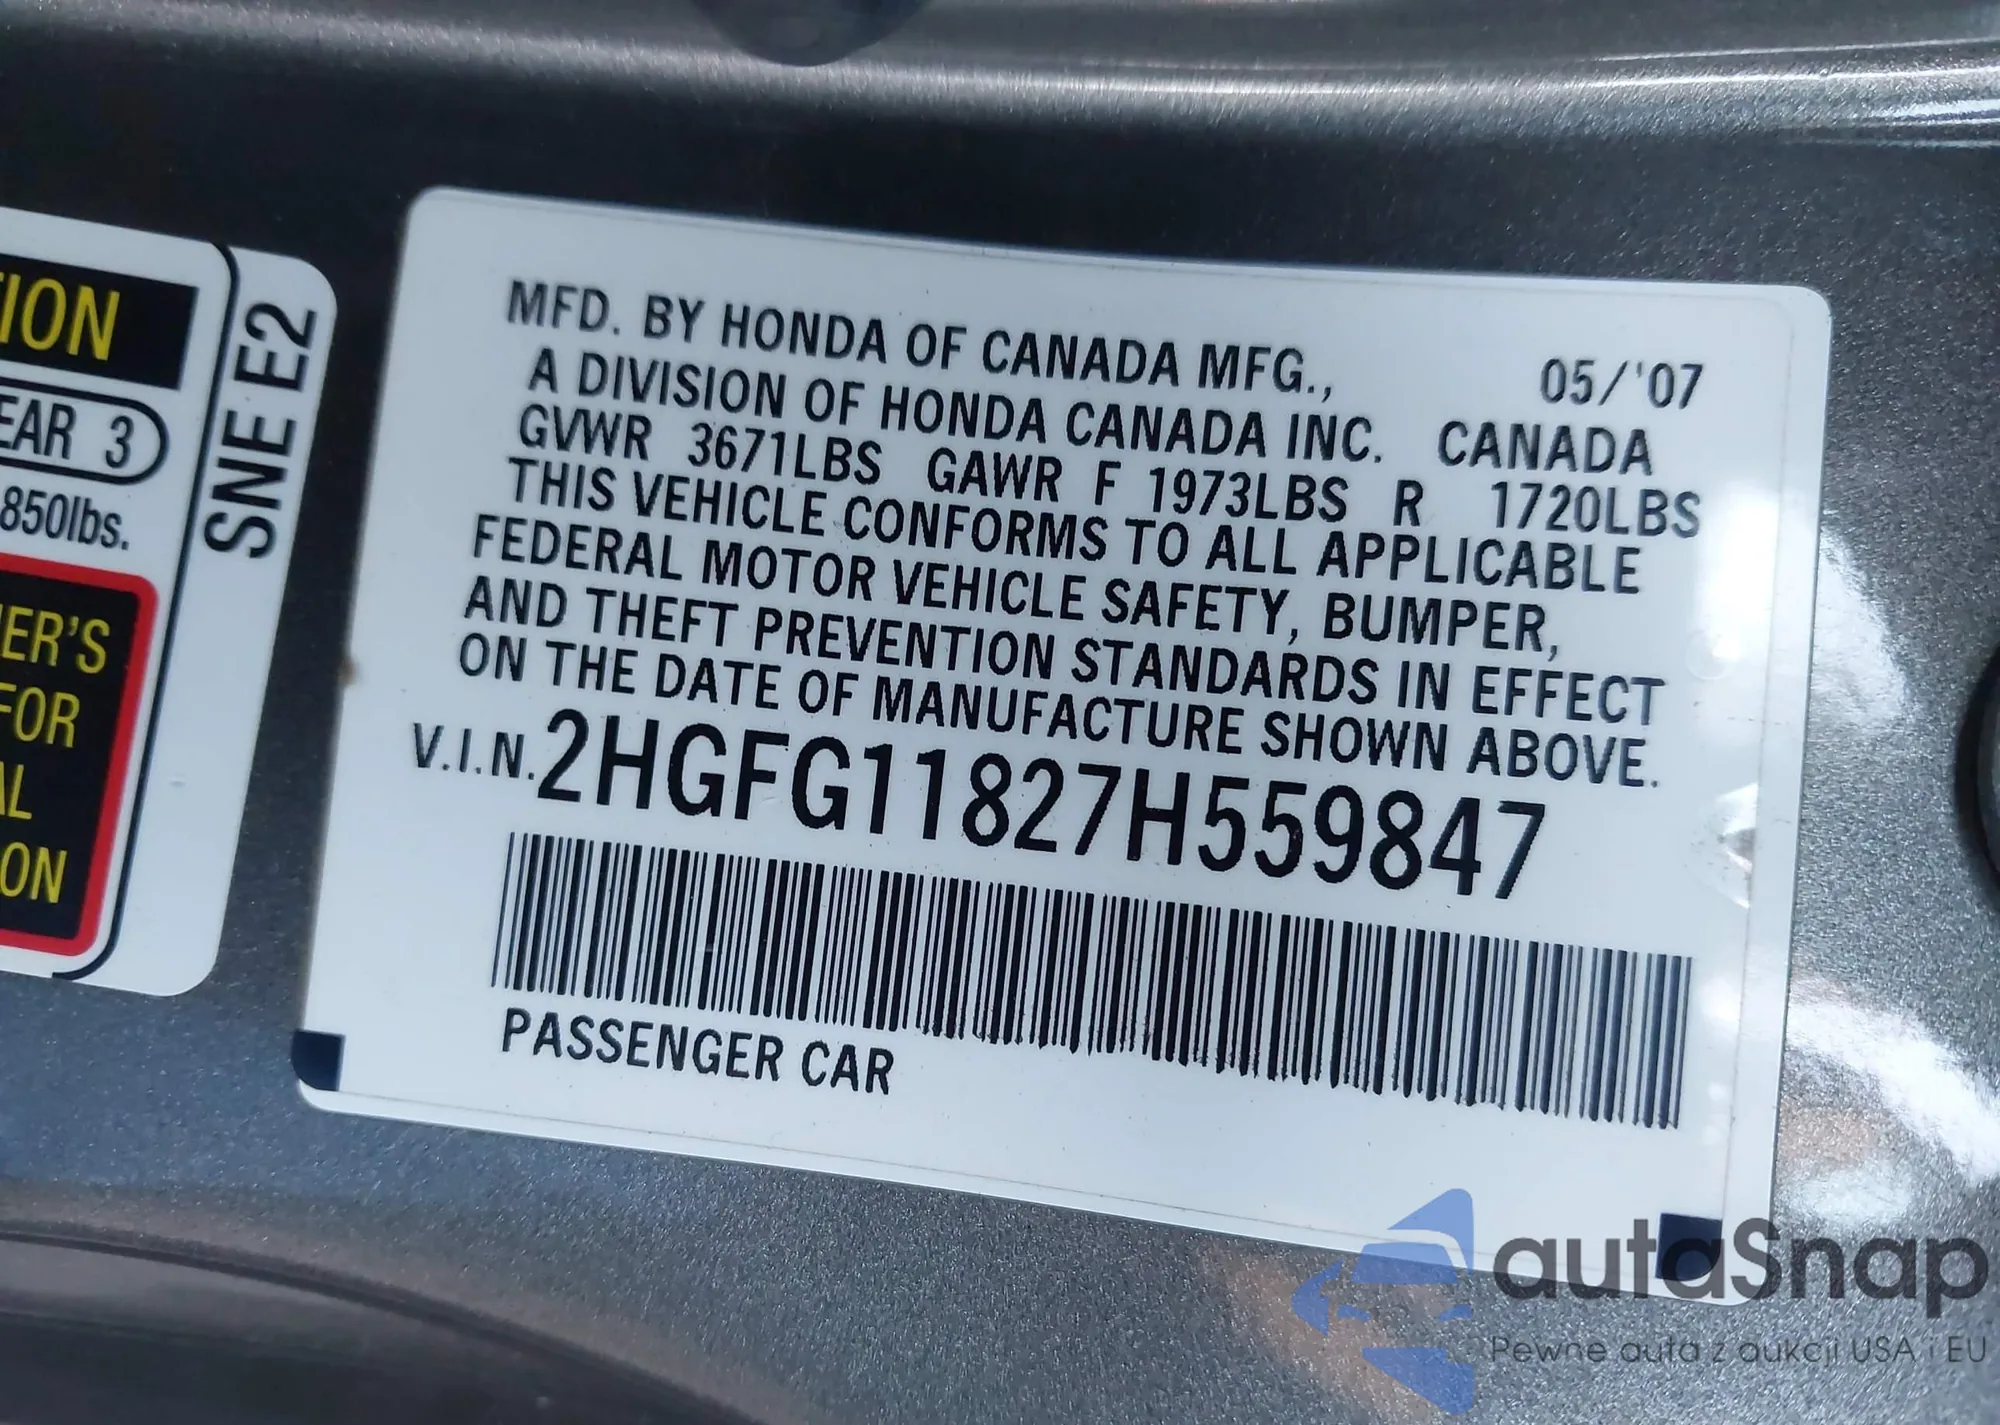 ION
EAR 3
850lbs.
ER'S
FOR
AL
ON
SNE E2
MFD. BY HONDA OF CANADA MFG., 05/'07
A DIVISION OF HONDA CANADA INC. CANADA
GVWR 3671LBS GAWR F 1973LBS R 1720LBS
THIS VEHICLE CONFORMS TO ALL APPLICABLE
FEDERAL MOTOR VEHICLE SAFETY, BUMPER,
AND THEFT PREVENTION STANDARDS IN EFFECT
ON THE DATE OF MANUFACTURE SHOWN ABOVE.
V.I.N. 2HGFG11827H559847
PASSENGER CAR
autaSnap
Pewne auta z aukcji USA i EU